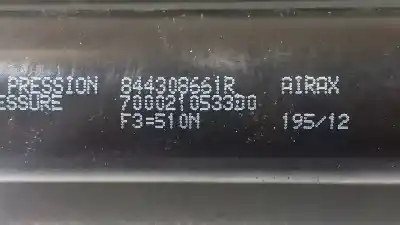 PRESSION 844308661R AIRAX
ESSURE 7000210533D0
F3=510N 195/12